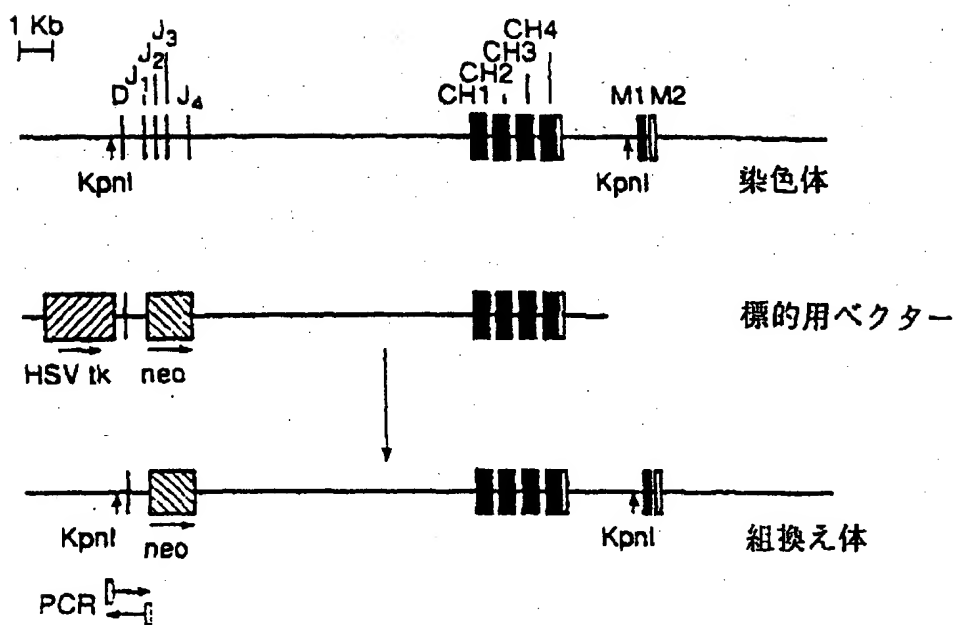 1 Kb
D J1 J2 J3 J4
CH1 CH2 CH3 CH4
M1 M2
KpnI
KpnI
染色体
HSV tk
neo
標的用ベクター
KpnI
neo
KpnI
組換え体
PCR